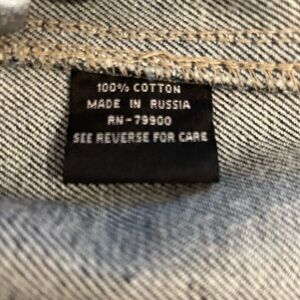 100% COTTON
MADE IN RUSSIA
RN-79900
SEE REVERSE FOR CARE